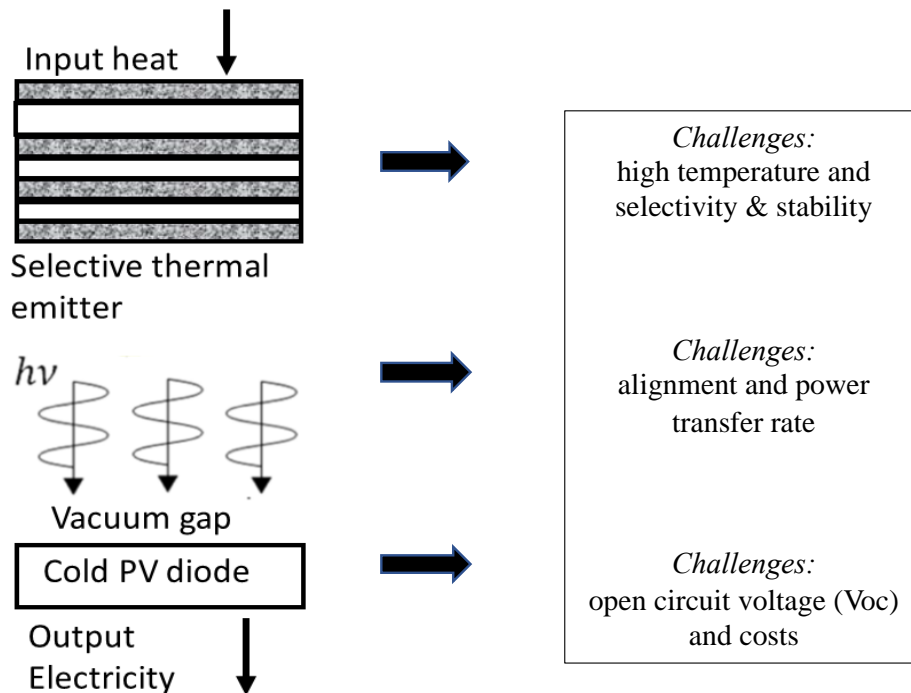 Input heat
Selective thermal
emitter
hν
Vacuum gap
Cold PV diode
Output
Electricity
Challenges:
high temperature and
selectivity & stability
Challenges:
alignment and power
transfer rate
Challenges:
open circuit voltage (Voc)
and costs